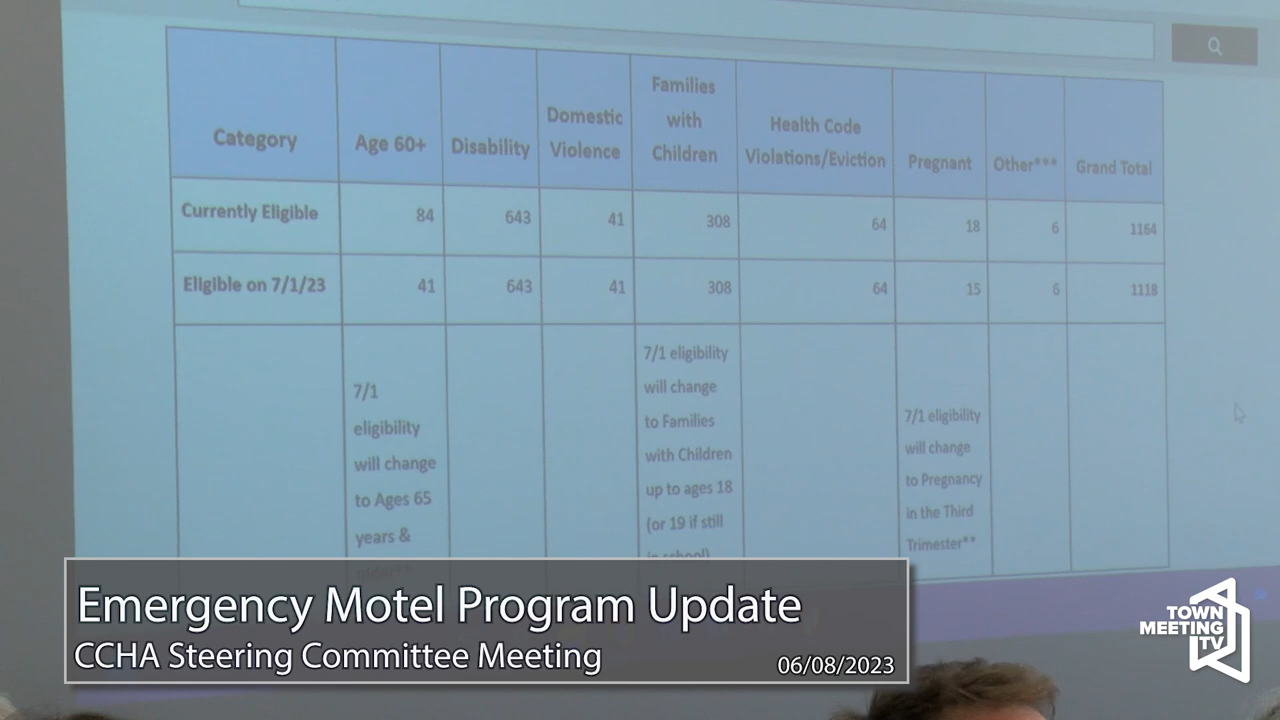 Category Age 60+ Disability Domestic Violence Families with Children Health Code Violations/Eviction Pregnant Other*** Grand Total
Currently Eligible 84 643 41 308 64 18 6 1164
Eligible on 7/1/23 41 643 41 308 64 15 6 1118
7/1
eligibility
will change
to Ages 65
years &
7/1 eligibility
will change
to Families
with Children
up to ages 18
(or 19 if still
in school)
7/1 eligibility
will change
to Pregnancy
in the Third
Trimester**
Emergency Motel Program Update
CCHA Steering Committee Meeting
06/08/2023
TOWN
MEETING
TV